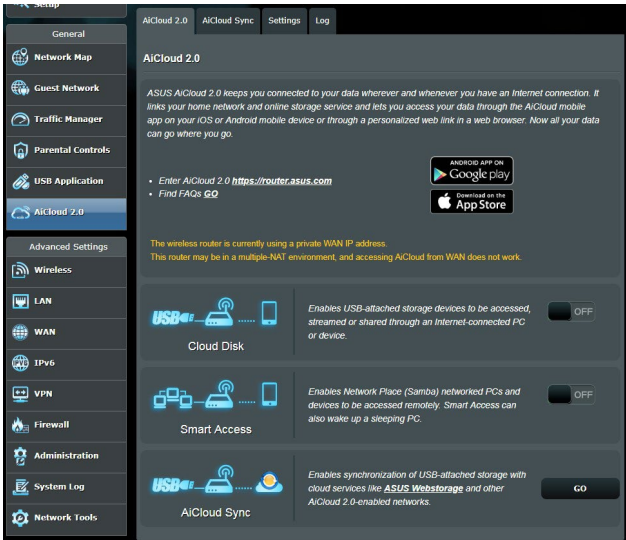 Setup
General
Network Map
Guest Network
Traffic Manager
Parental Controls
USB Application
AiCloud 2.0
Advanced Settings
Wireless
LAN
WAN
IPv6
VPN
Firewall
Administration
System Log
Network Tools
AiCloud 2.0 AiCloud Sync Settings Log
AiCloud 2.0
ASUS AiCloud 2.0 keeps you connected to your data wherever and whenever you have an Internet connection. It
links your home network and online storage service and lets you access your data through the AiCloud mobile
app on your iOS or Android mobile device or through a personalized web link in a web browser. Now all your data
can go where you go.
• Enter AiCloud 2.0 https://router.asus.com
• Find FAQs GO
ANDROID APP ON
Google play
Download on the
App Store
The wireless router is currently using a private WAN IP address.
This router may be in a multiple-NAT environment, and accessing AiCloud from WAN does not work.
USB
Cloud Disk
Enables USB-attached storage devices to be accessed,
streamed or shared through an Internet-connected PC
or device.
OFF
Smart Access
Enables Network Place (Samba) networked PCs and
devices to be accessed remotely. Smart Access can
also wake up a sleeping PC.
OFF
USB
AiCloud Sync
Enables synchronization of USB-attached storage with
cloud services like ASUS Webstorage and other
AiCloud 2.0-enabled networks.
GO